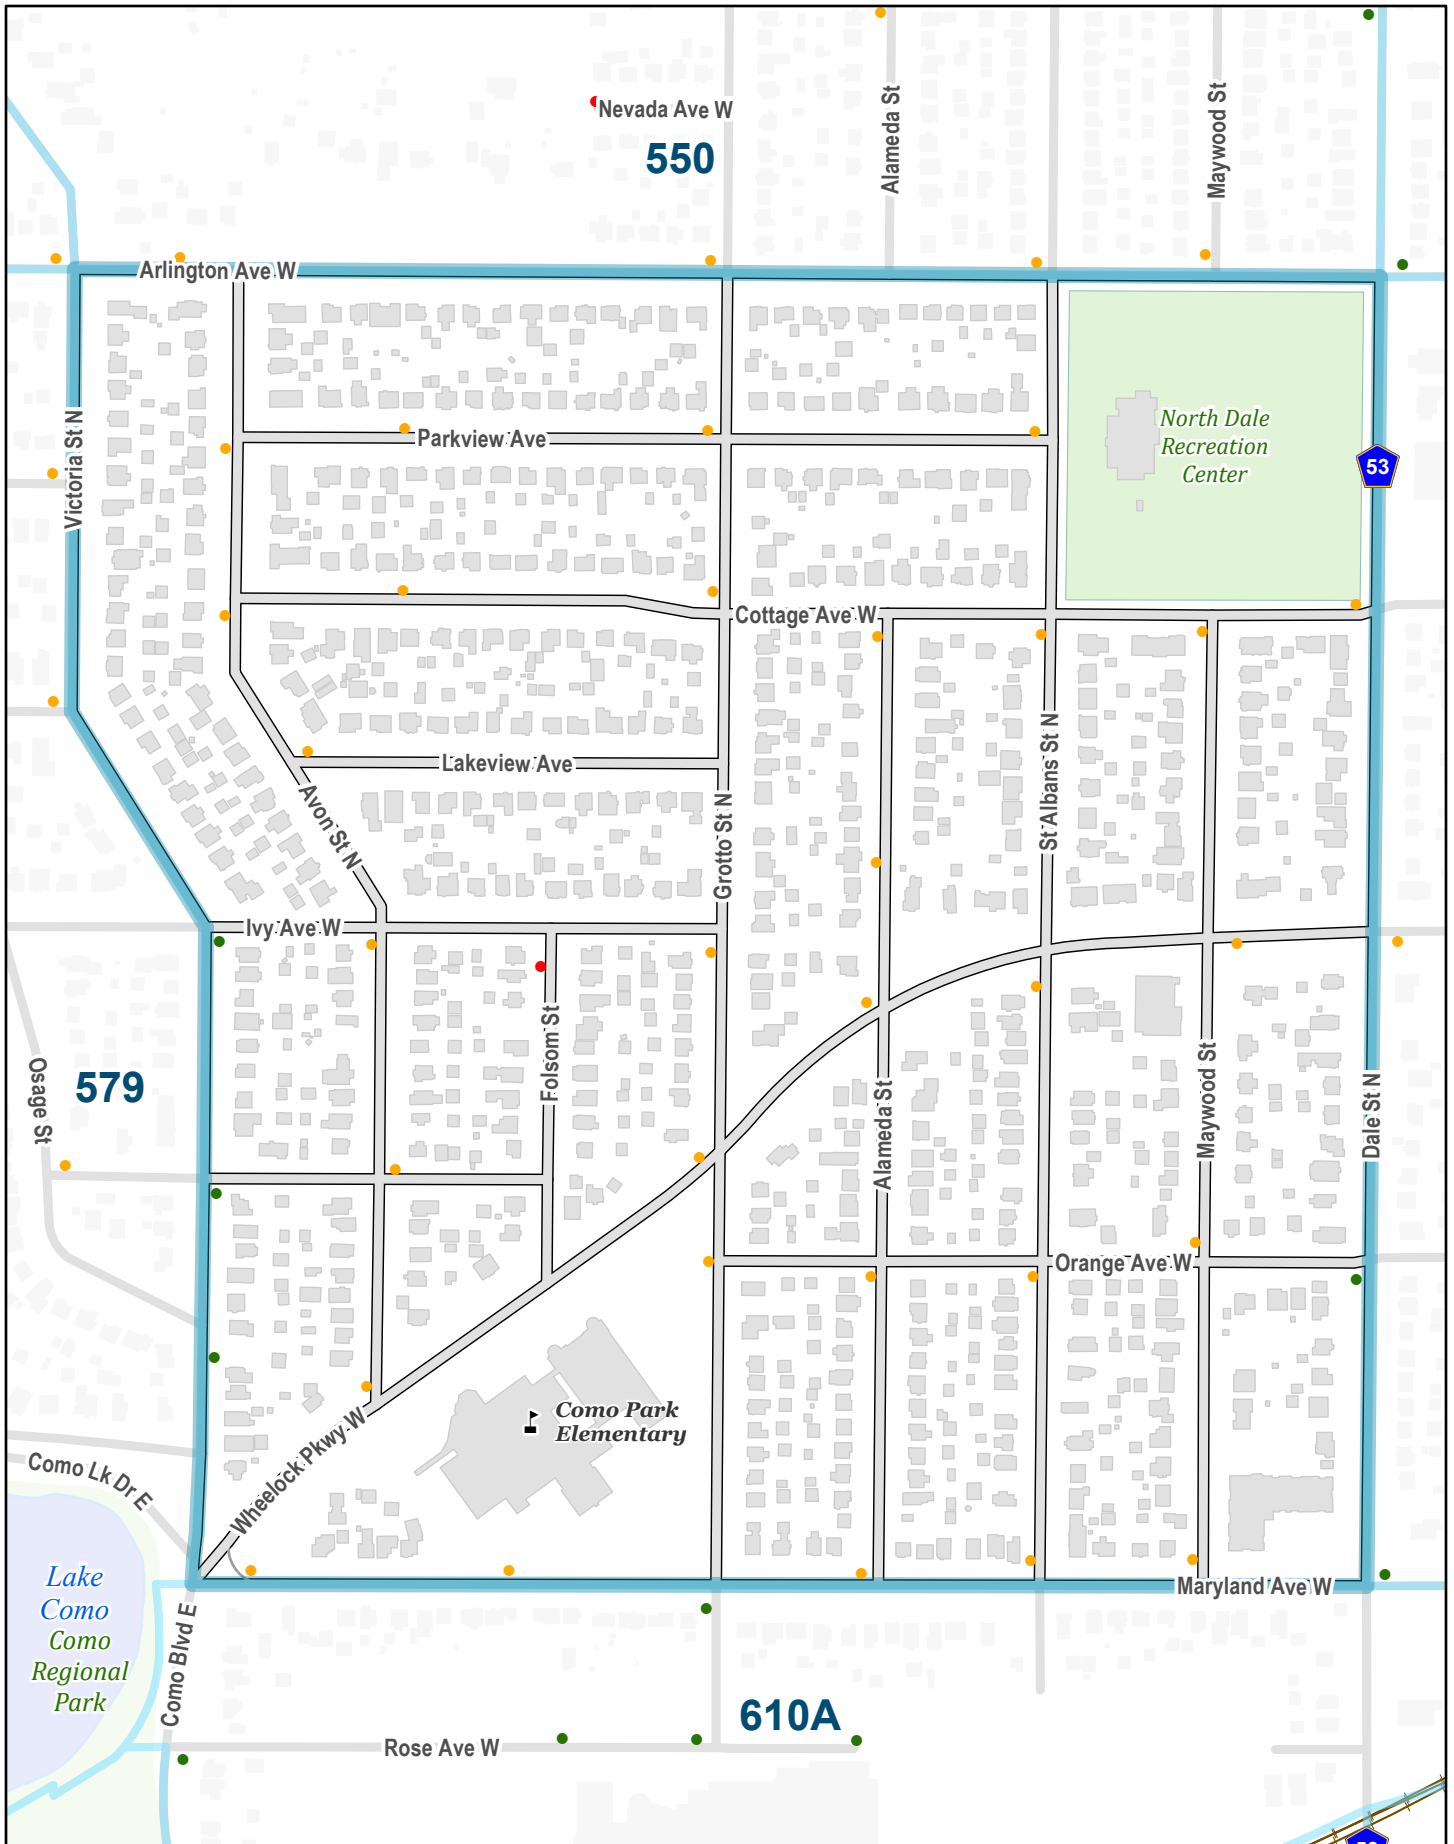 Nevada Ave W
550
Alameda St
Maywood St
Arlington Ave W
Victoria St N
Parkview Ave
North Dale
Recreation
Center
53
Cottage Ave W
Lakeview Ave
Avon St N
Grotto St N
St Albans St N
Ivy Ave W
Folsom St
Osage St
579
Alameda St
Maywood St
Dale St N
Orange Ave W
Como Park
Elementary
Wheelock Pkwy W
Como Lk Dr E
Lake
Como
Como
Regional
Park
Como Blvd E
Maryland Ave W
610A
Rose Ave W